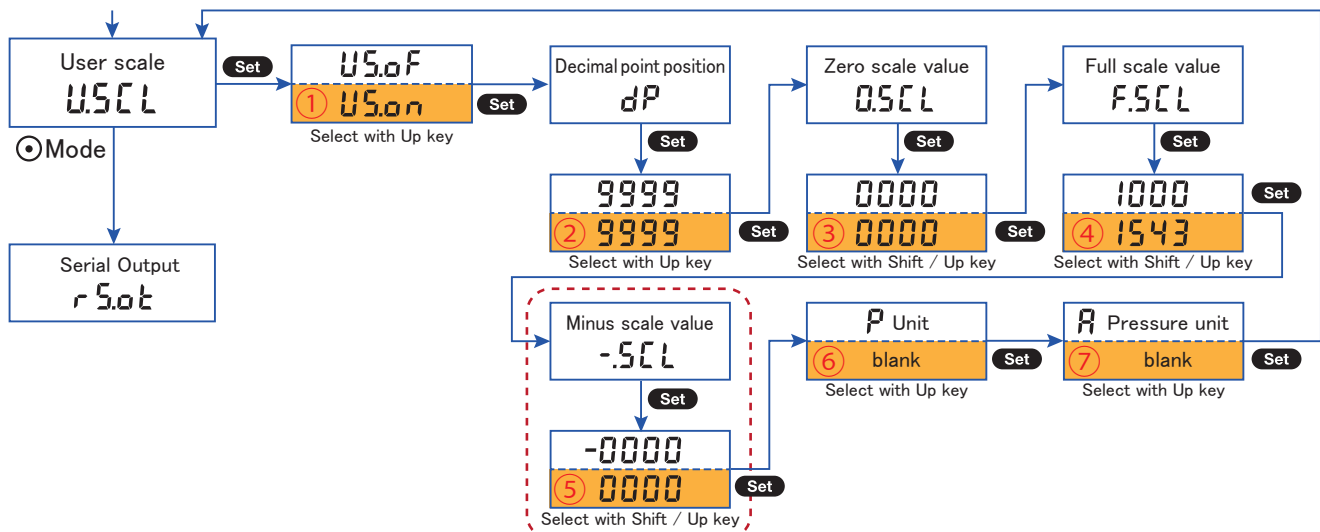 User scale
U.SCL
Set
US.oF
① US.on
Set
Select with Up key
Decimal point position
dP
Set
9999
② 9999
Set
Select with Up key
Zero scale value
0.SCL
Set
0000
③ 0000
Set
Select with Shift / Up key
Full scale value
F.SCL
Set
1000
Set
④ 1543
Select with Shift / Up key
⊙Mode
Serial Output
rS.ot
Minus scale value
-.SCL
Set
-0000
⑤ 0000
Set
Select with Shift / Up key
P Unit
⑥ blank
Set
Select with Up key
A Pressure unit
⑦ blank
Set
Select with Up key